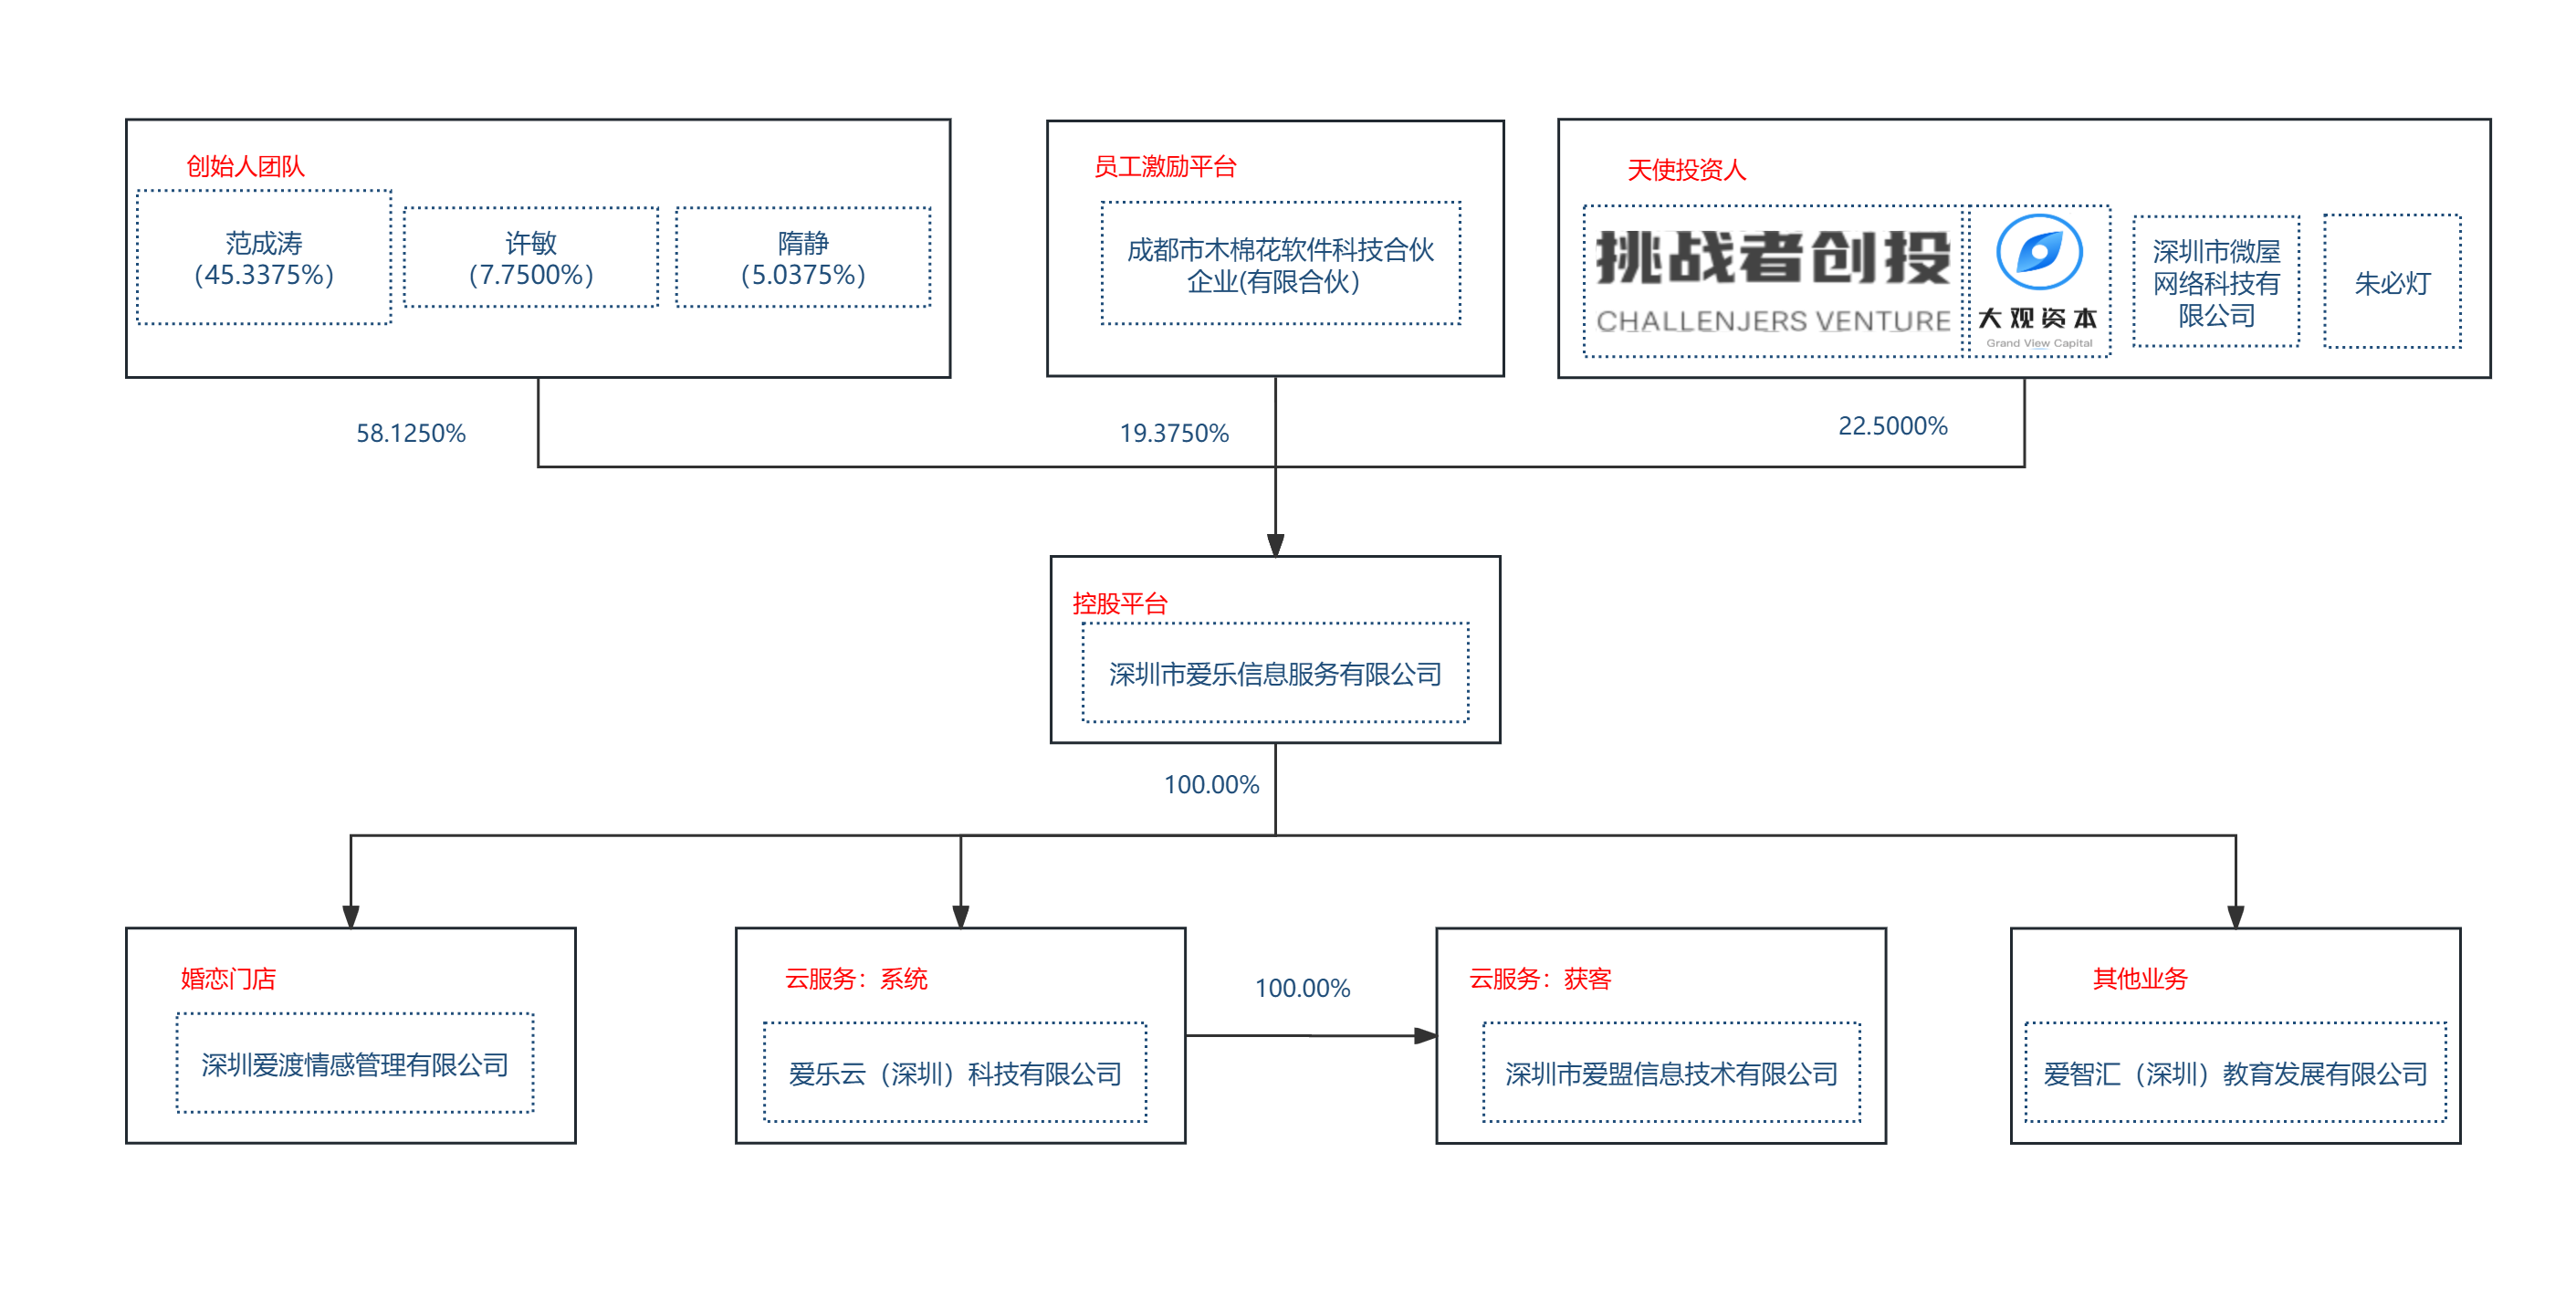 创始人团队
范成涛
(45.3375%)
许敏
(7.7500%)
隋静
(5.0375%)
员工激励平台
成都市木棉花软件科技合伙
企业(有限合伙)
天使投资人
挑战者创投
CHALLENJERS VENTURE
大观资本
Grand View Capital
深圳市微屋
网络科技有
限公司
朱必灯
58.1250%
19.3750%
22.5000%
控股平台
深圳市爱乐信息服务有限公司
100.00%
婚恋门店
深圳爱渡情感管理有限公司
云服务：系统
爱乐云（深圳）科技有限公司
100.00%
云服务：获客
深圳市爱盟信息技术有限公司
其他业务
爱智汇（深圳）教育发展有限公司